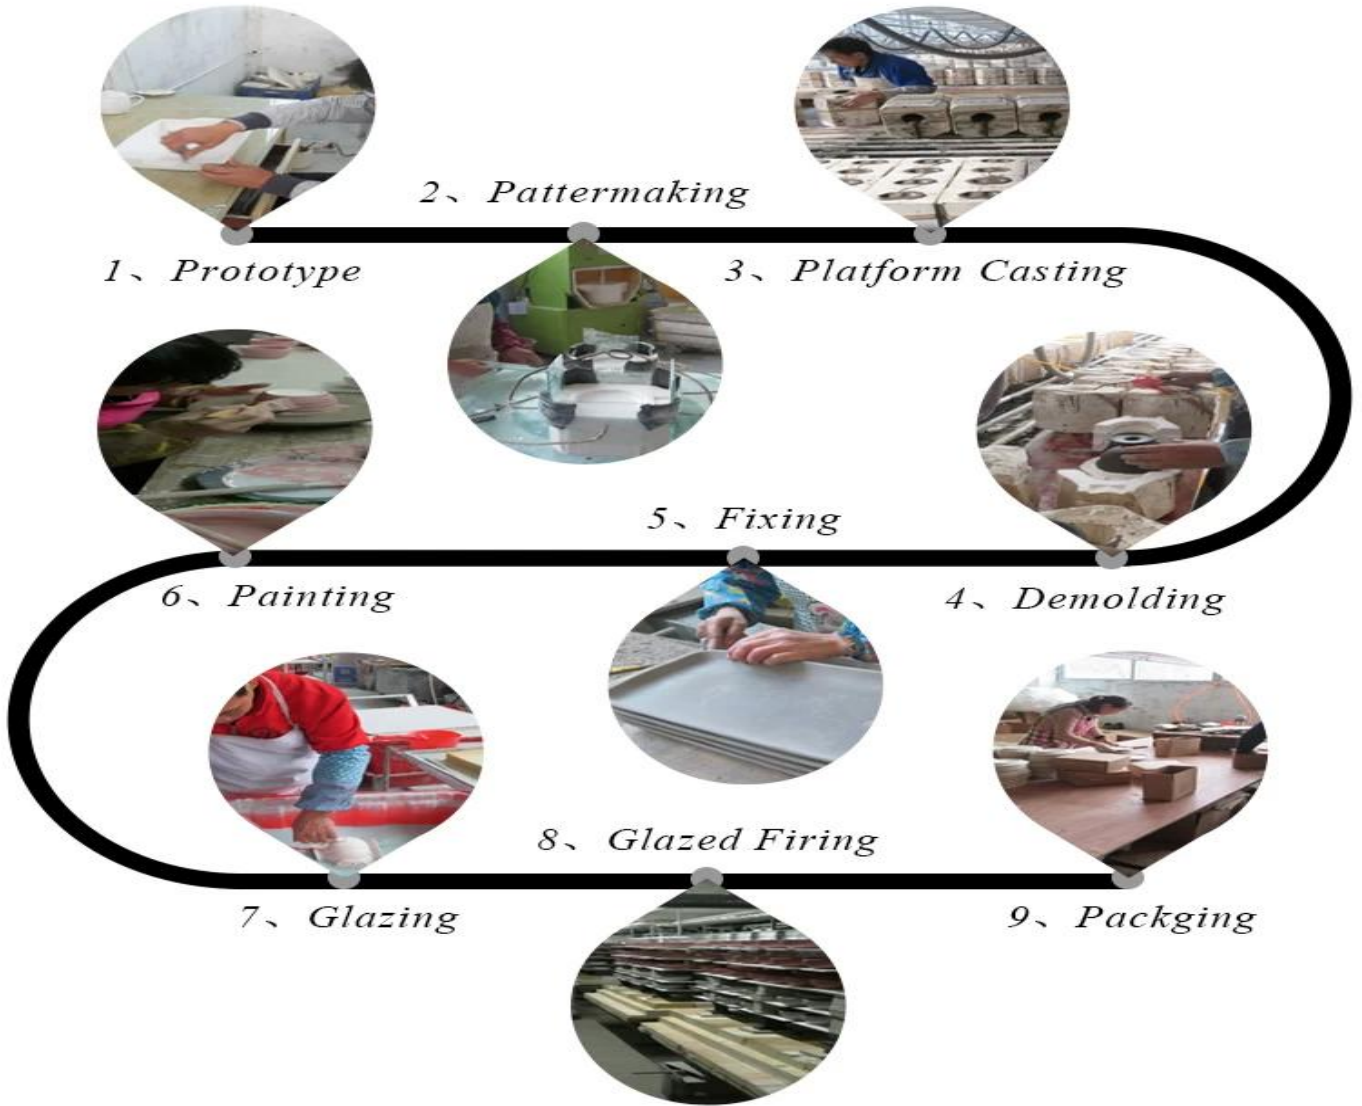 1、Prototype
2、Pattermaking
3、Platform Casting
4、Demolding
5、Fixing
6、Painting
7、Glazing
8、Glazed Firing
9、Packging